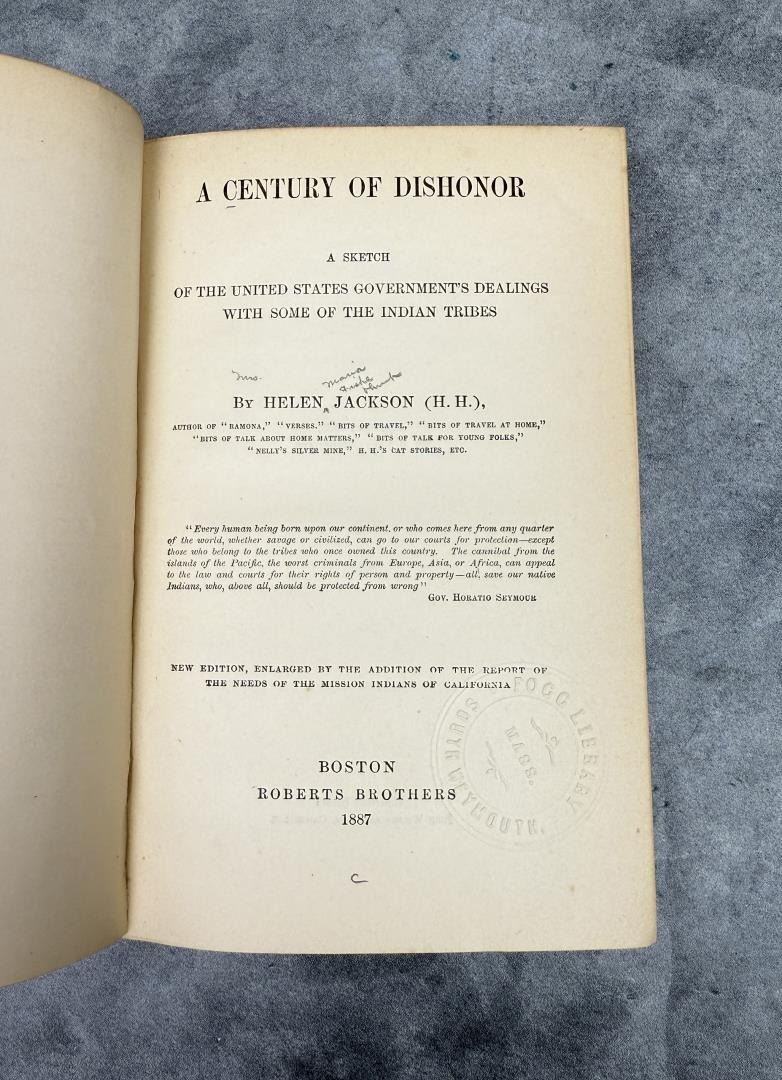 A CENTURY OF DISHONOR
A SKETCH
OF THE UNITED STATES GOVERNMENT'S DEALINGS
WITH SOME OF THE INDIAN TRIBES
Mrs. Maria
Fiske
Hunt
BY HELEN ‸ JACKSON (H. H.),
AUTHOR OF "RAMONA," "VERSES." "BITS OF TRAVEL," "BITS OF TRAVEL AT HOME,"
"BITS OF TALK ABOUT HOME MATTERS," "BITS OF TALK FOR YOUNG FOLKS,"
"NELLY'S SILVER MINE," H. H.'S CAT STORIES, ETC.
"Every human being born upon our continent, or who comes here from any quarter
of the world, whether savage or civilized, can go to our courts for protection—except
those who belong to the tribes who once owned this country. The cannibal from the
islands of the Pacific, the worst criminals from Europe, Asia, or Africa, can appeal
to the law and courts for their rights of person and property—all, save our native
Indians, who, above all, should be protected from wrong"
GOV. HORATIO SEYMOUR
NEW EDITION, ENLARGED BY THE ADDITION OF THE REPORT OF
THE NEEDS OF THE MISSION INDIANS OF CALIFORNIA
FOGG LIBRARY
SOUTH WEYMOUTH.
MASS.
BOSTON
ROBERTS BROTHERS
1887
C